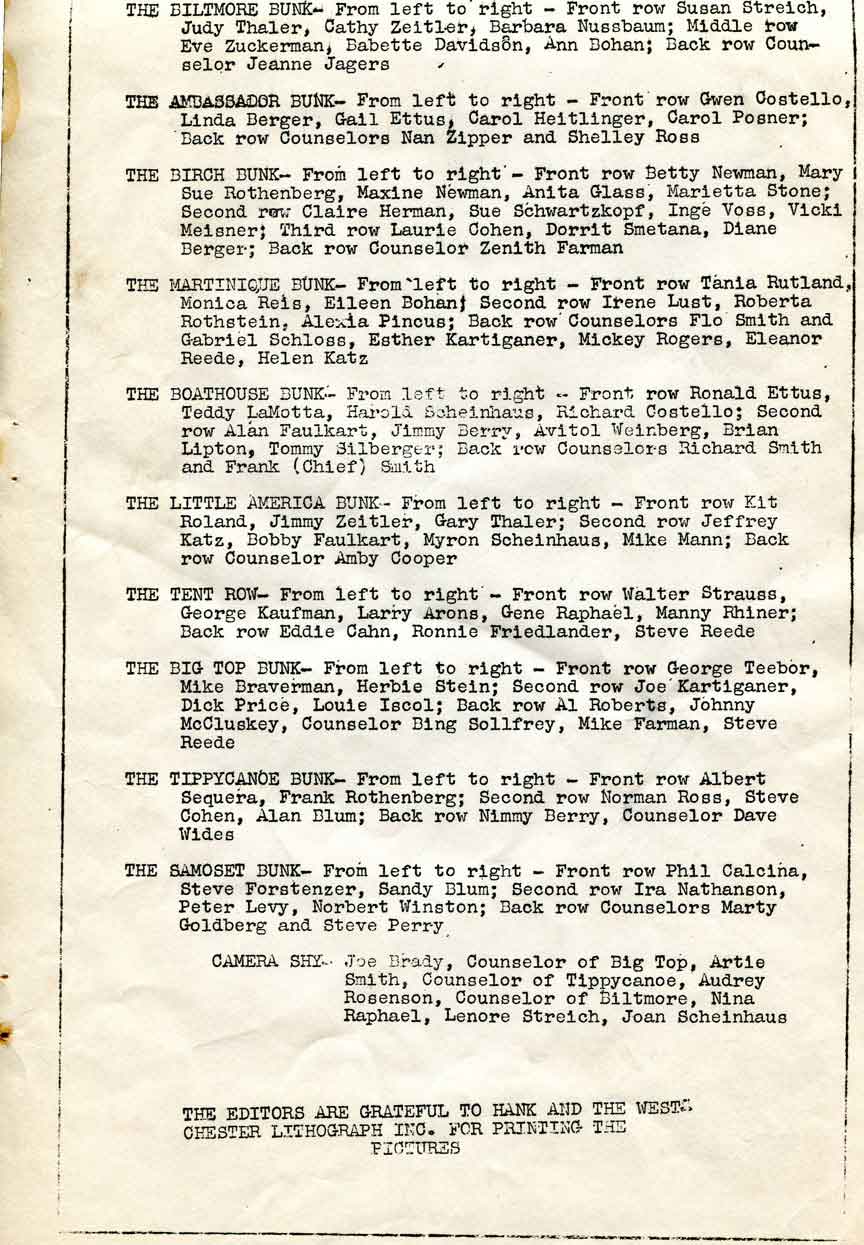 THE BILTMORE BUNK- From left to right - Front row Susan Streich,
Judy Thaler, Cathy Zeitler, Barbara Nussbaum; Middle row
Eve Zuckerman, Babette Davidson, Ann Bohan; Back row Coun-
selor Jeanne Jagers
THE AMBASSADOR BUNK- From left to right - Front row Gwen Costello,
Linda Berger, Gail Ettus, Carol Heitlinger, Carol Posner;
Back row Counselors Nan Zipper and Shelley Ross
THE BIRCH BUNK- From left to right - Front row Betty Newman, Mary
Sue Rothenberg, Maxine Newman, Anita Glass, Marietta Stone;
Second row Claire Herman, Sue Schwartzkopf, Inge Voss, Vicki
Meisner; Third row Laurie Cohen, Dorrit Smetana, Diane
Berger; Back row Counselor Zenith Farman
THE MARTINIQUE BUNK- From left to right - Front row Tania Rutland,
Monica Reis, Eileen Bohan; Second row Irene Lust, Roberta
Rothstein, Alexia Pincus; Back row Counselors Flo Smith and
Gabriel Schloss, Esther Kartiganer, Mickey Rogers, Eleanor
Reede, Helen Katz
THE BOATHOUSE BUNK- From left to right - Front row Ronald Ettus,
Teddy LaMotta, Harold Scheinhaus, Richard Costello; Second
row Alan Faulkart, Jimmy Berry, Avitol Weinberg, Brian
Lipton, Tommy Silberger; Back row Counselors Richard Smith
and Frank (Chief) Smith
THE LITTLE AMERICA BUNK- From left to right - Front row Kit
Roland, Jimmy Zeitler, Gary Thaler; Second row Jeffrey
Katz, Bobby Faulkart, Myron Scheinhaus, Mike Mann; Back
row Counselor Amby Cooper
THE TENT ROW- From left to right - Front row Walter Strauss,
George Kaufman, Larry Arons, Gene Raphael, Manny Rhiner;
Back row Eddie Cahn, Ronnie Friedlander, Steve Reede
THE BIG TOP BUNK- From left to right - Front row George Teebor,
Mike Braverman, Herbie Stein; Second row Joe Kartiganer,
Dick Price, Louie Iscol; Back row Al Roberts, Johnny
McCluskey, Counselor Bing Sollfrey, Mike Farman, Steve
Reede
THE TIPPYCANOE BUNK- From left to right - Front row Albert
Sequera, Frank Rothenberg; Second row Norman Ross, Steve
Cohen, Alan Blum; Back row Nimmy Berry, Counselor Dave
Wides
THE SAMOSET BUNK- From left to right - Front row Phil Calcina,
Steve Forstenzer, Sandy Blum; Second row Ira Nathanson,
Peter Levy, Norbert Winston; Back row Counselors Marty
Goldberg and Steve Perry
CAMERA SHY- Joe Brady, Counselor of Big Top, Artie
Smith, Counselor of Tippycanoe, Audrey
Rosenson, Counselor of Biltmore, Nina
Raphael, Lenore Streich, Joan Scheinhaus
THE EDITORS ARE GRATEFUL TO HANK AND THE WEST-
CHESTER LITHOGRAPH INC. FOR PRINTING THE
PICTURES